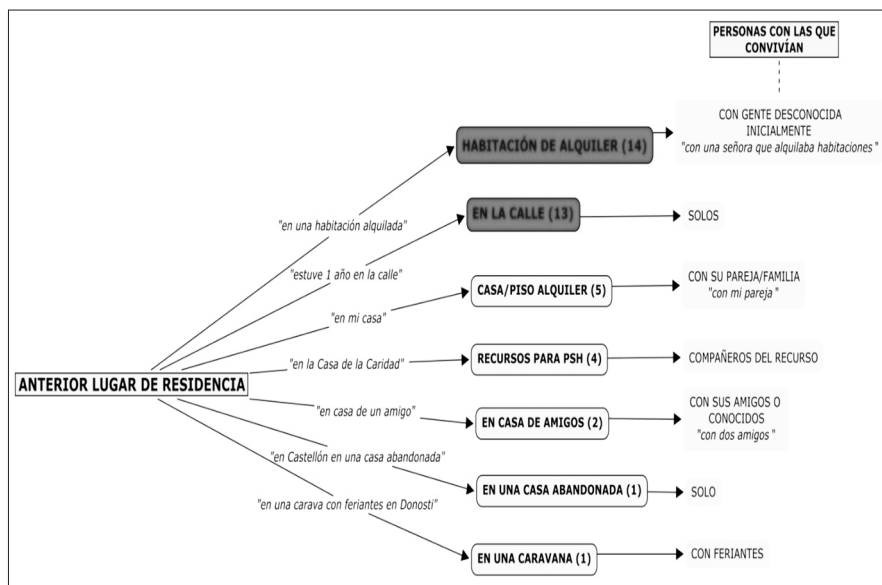 PERSONAS CON LAS QUE
CONVIVÍAN
CON GENTE DESCONOCIDA
INICIALMENTE
"con una señora que alquilaba habitaciones "
HABITACIÓN DE ALQUILER (14)
"en una habitación alquilada"
EN LA CALLE (13)
SOLOS
"estuve 1 año en la calle"
CASA/PISO ALQUILER (5)
CON SU PAREJA/FAMILIA
"con mi pareja "
"en mi casa"
RECURSOS PARA PSH (4)
COMPAÑEROS DEL RECURSO
"en la Casa de la Caridad"
ANTERIOR LUGAR DE RESIDENCIA
"en casa de un amigo"
EN CASA DE AMIGOS (2)
CON SUS AMIGOS O
CONOCIDOS
"con dos amigos "
"en Castellón en una casa abandonada"
EN UNA CASA ABANDONADA (1)
SOLO
"en una carava con feriantes en Donosti"
EN UNA CARAVANA (1)
CON FERIANTES